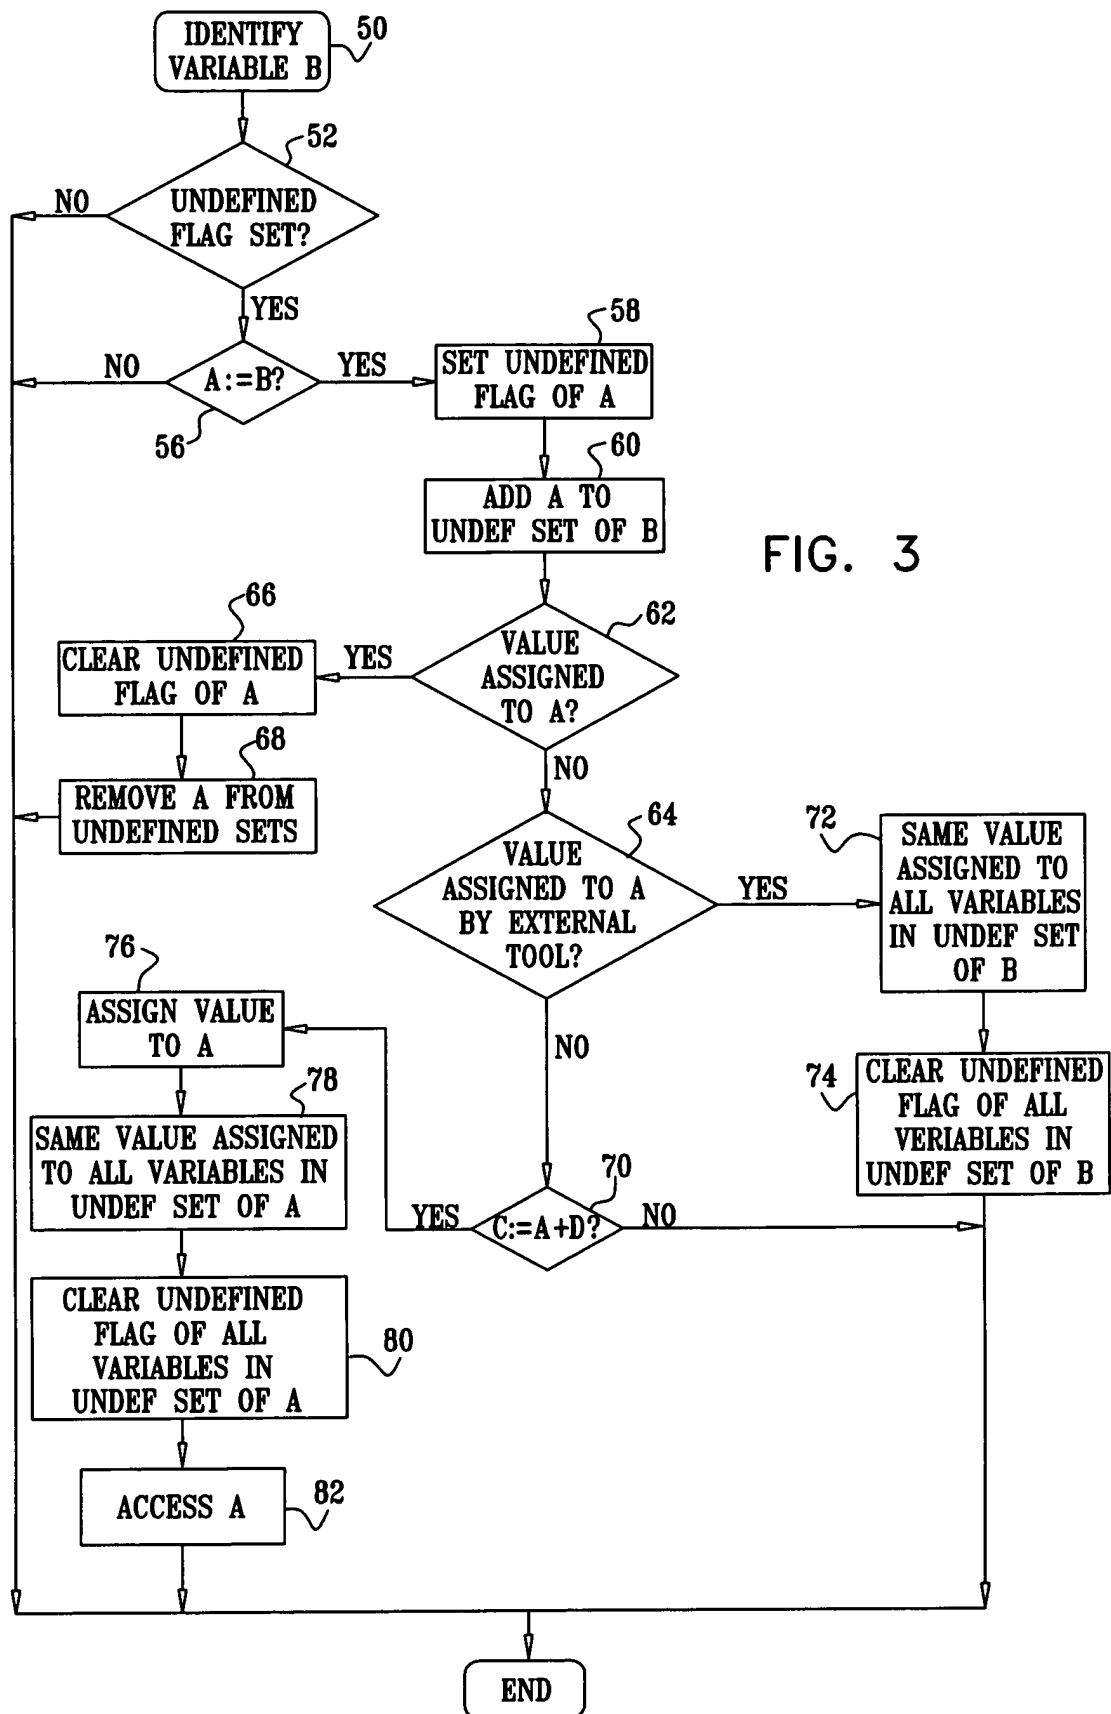 IDENTIFY
VARIABLE B
50
52
UNDEFINED
FLAG SET?
NO
YES
A:=B?
NO
YES
56
58
SET UNDEFINED
FLAG OF A
60
ADD A TO
UNDEF SET OF B
FIG. 3
62
VALUE
ASSIGNED
TO A?
YES
NO
66
CLEAR UNDEFINED
FLAG OF A
68
REMOVE A FROM
UNDEFINED SETS
64
VALUE
ASSIGNED TO A
BY EXTERNAL
TOOL?
YES
NO
72
SAME VALUE
ASSIGNED TO
ALL VARIABLES
IN UNDEF SET
OF B
74
CLEAR UNDEFINED
FLAG OF ALL
VERIABLES IN
UNDEF SET OF B
70
C:=A+D?
YES
NO
76
ASSIGN VALUE
TO A
78
SAME VALUE ASSIGNED
TO ALL VARIABLES IN
UNDEF SET OF A
CLEAR UNDEFINED
FLAG OF ALL
VARIABLES IN
UNDEF SET OF A
80
ACCESS A
82
END